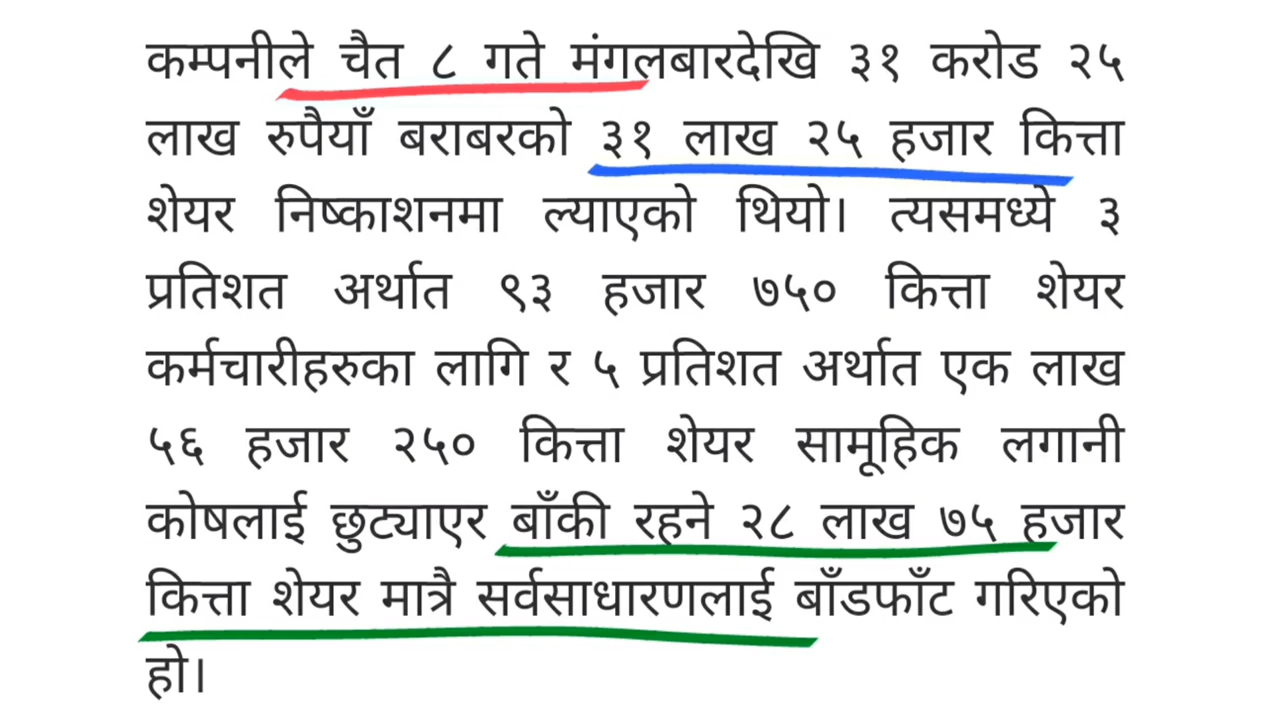 कम्पनीले चैत ८ गते मंगलबारदेखि ३१ करोड २५
लाख रुपैयाँ बराबरको ३१ लाख २५ हजार कित्ता
शेयर निष्काशनमा ल्याएको थियो। त्यसमध्ये ३
प्रतिशत अर्थात ९३ हजार ७५० कित्ता शेयर
कर्मचारीहरुका लागि र ५ प्रतिशत अर्थात एक लाख
५६ हजार २५० कित्ता शेयर सामूहिक लगानी
कोषलाई छुट्याएर बाँकी रहने २८ लाख ७५ हजार
कित्ता शेयर मात्रै सर्वसाधारणलाई बाँडफाँट गरिएको
हो।